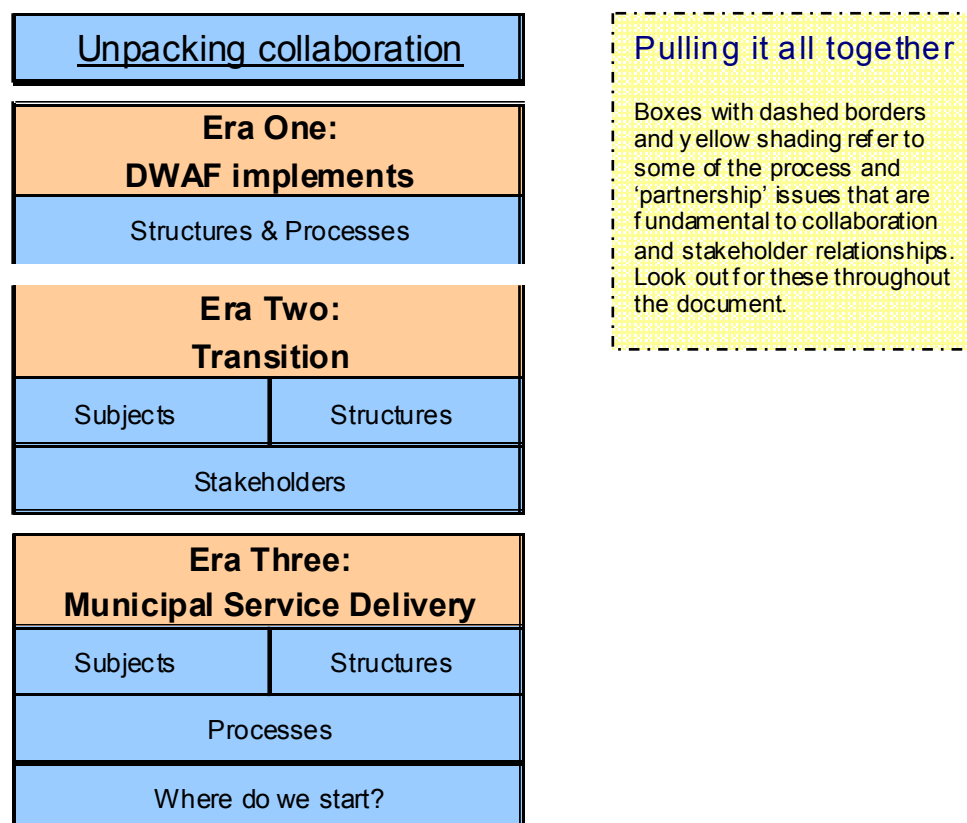 Unpacking collaboration
Era One:
DWAF implements
Structures & Processes
Era Two:
Transition
Subjects
Structures
Stakeholders
Era Three:
Municipal Service Delivery
Subjects
Structures
Processes
Where do we start?
Pulling it all together
Boxes with dashed borders
and yellow shading refer to
some of the process and
‘partnership’ issues that are
fundamental to collaboration
and stakeholder relationships.
Look out for these throughout
the document.